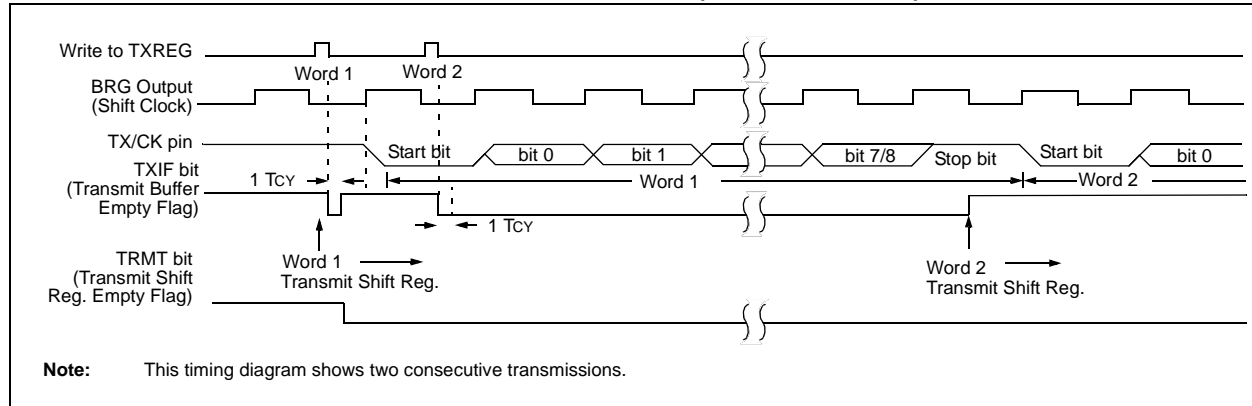 Write to TXREG
Word 1
Word 2
BRG Output
(Shift Clock)
TX/CK pin
Start bit
bit 0
bit 1
bit 7/8
Stop bit
Start bit
bit 0
Word 1
Word 2
TXIF bit
(Transmit Buffer
Empty Flag)
1 TCY
1 TCY
Word 1
Transmit Shift Reg.
Word 2
Transmit Shift Reg.
TRMT bit
(Transmit Shift
Reg. Empty Flag)
Note: This timing diagram shows two consecutive transmissions.